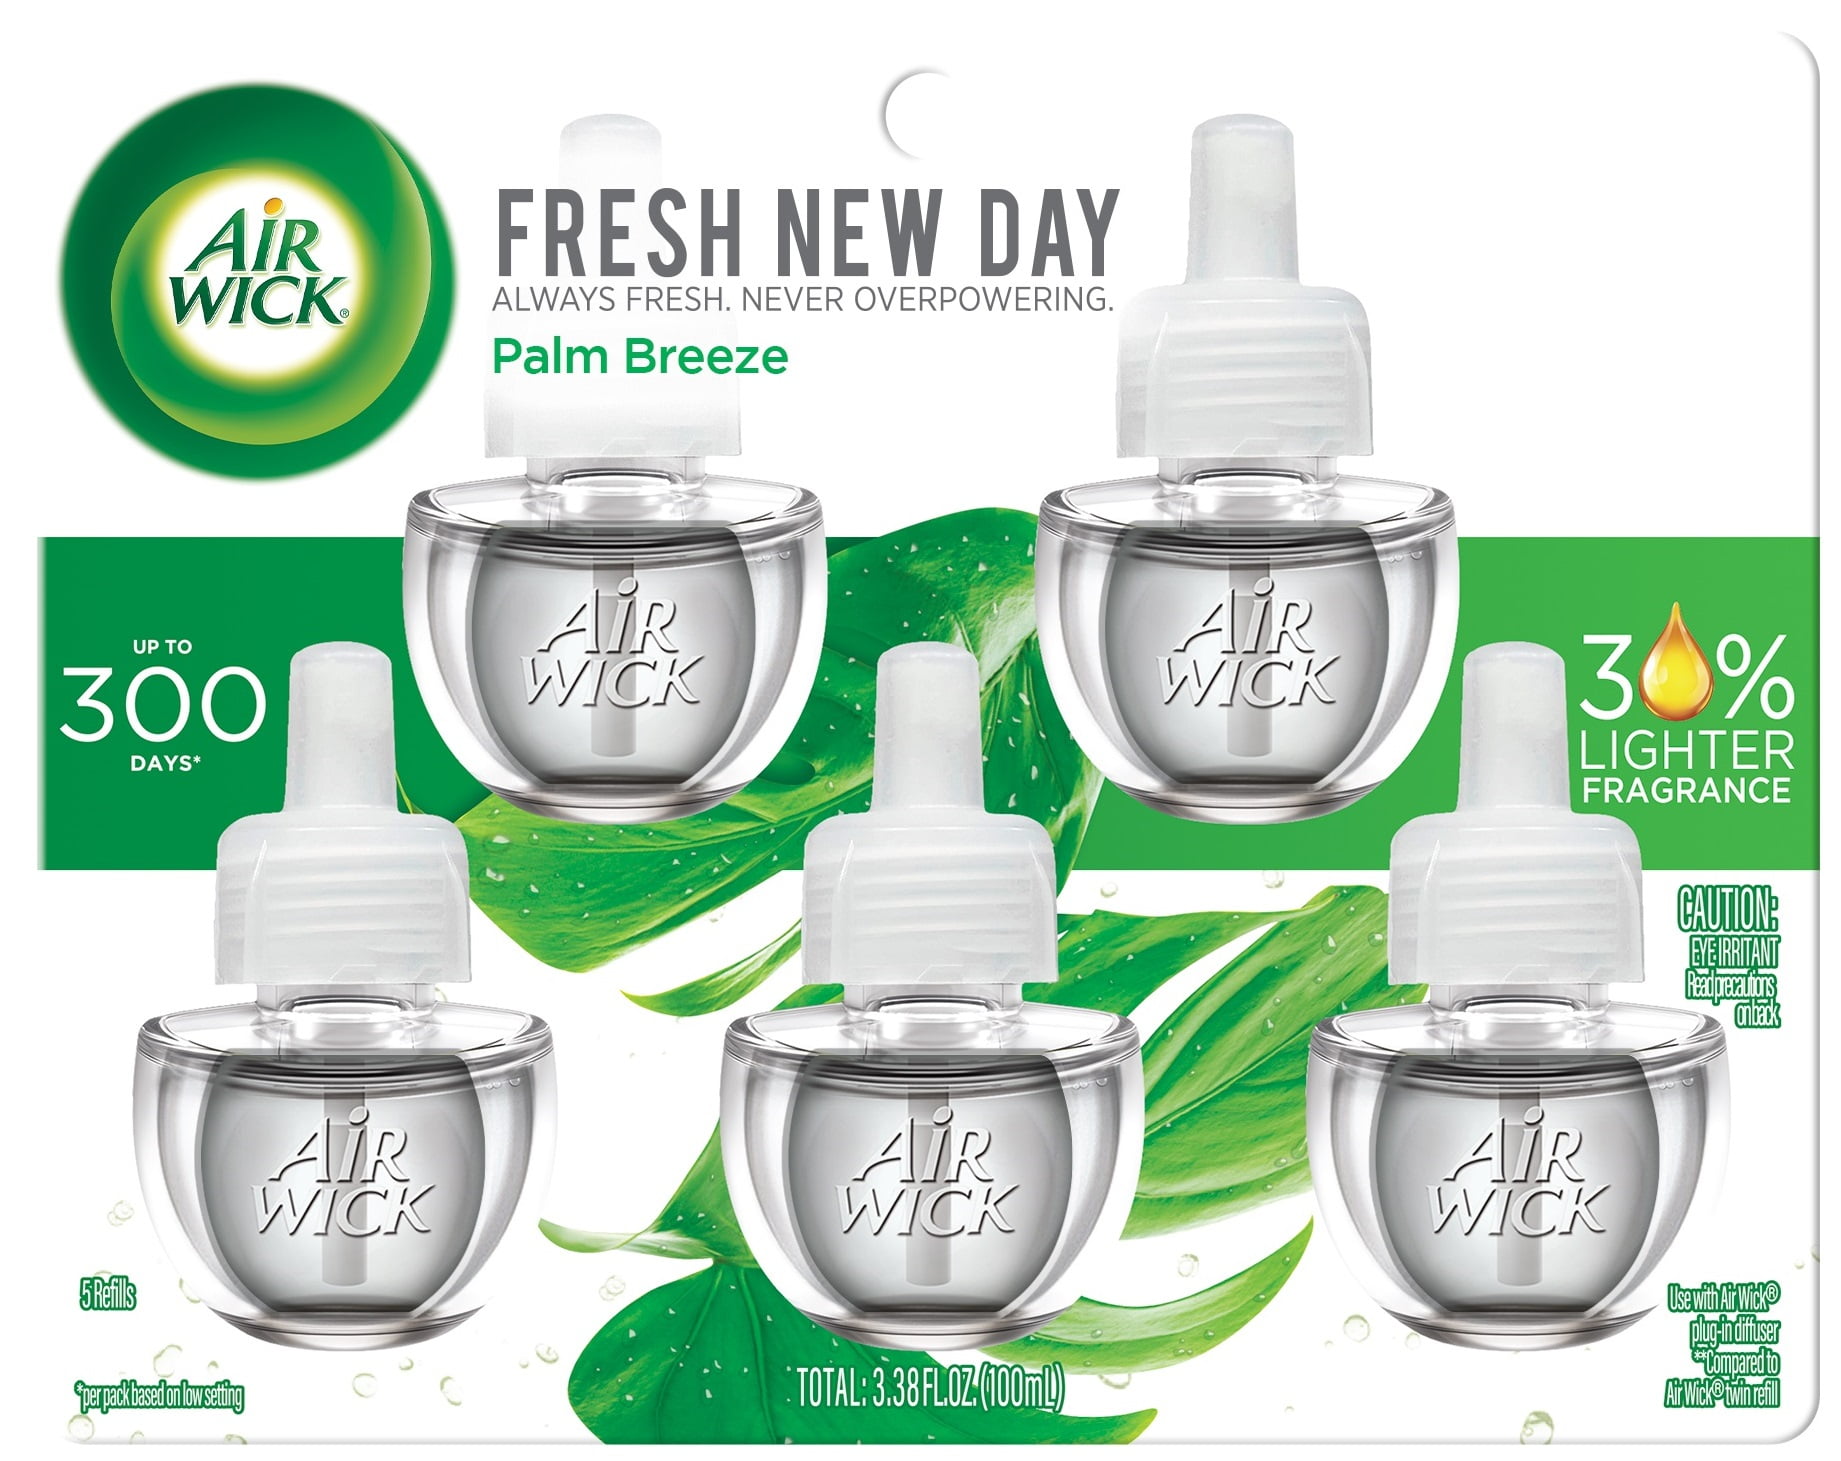 AiR
WICK®
FRESH NEW DAY
ALWAYS FRESH. NEVER OVERPOWERING.
Palm Breeze
AiR
WICK
AiR
WICK
UP TO
300
DAYS*
30%
LIGHTER
FRAGRANCE
CAUTION:
EYE IRRITANT
Read precautions
on back
AiR
WICK
AiR
WICK
AiR
WICK
5 Refills
*per pack based on low setting
TOTAL: 3.38 FL.OZ. (100mL)
Use with Air Wick®
plug-in diffuser
**Compared to
Air Wick® twin refill